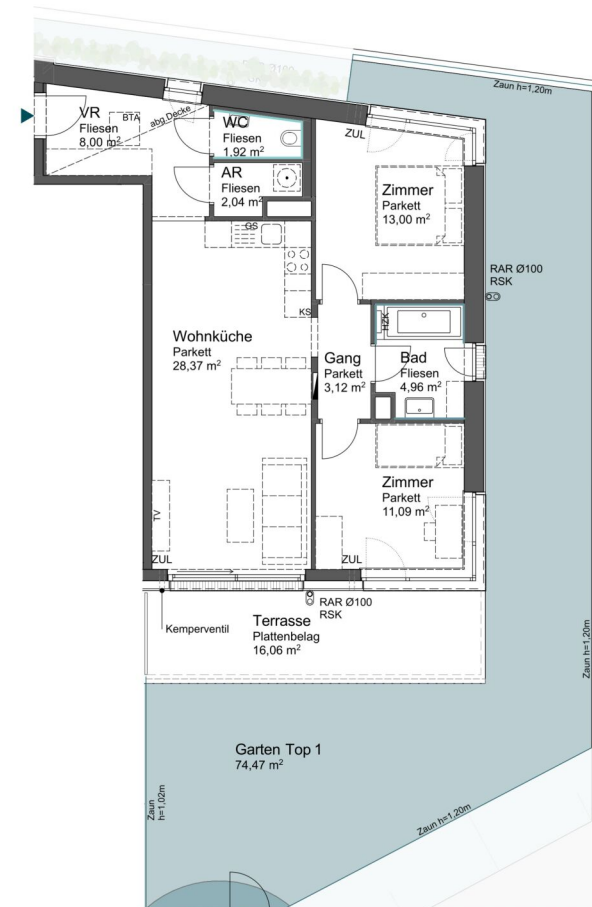 Zaun h=1,20m
VR
Fliesen
8,00 m²
BTA
abg Decke
WC
Fliesen
1,92 m²
ZUL
AR
Fliesen
2,04 m²
Zimmer
Parkett
13,00 m²
GS
RAR Ø100
RSK
KS
HZK
Wohnküche
Parkett
28,37 m²
Gang
Parkett
3,12 m²
Bad
Fliesen
4,96 m²
Zimmer
Parkett
11,09 m²
TV
ZUL
ZUL
RAR Ø100
RSK
Kemperventil
Terrasse
Plattenbelag
16,06 m²
Zaun h=1,20m
Garten Top 1
74,47 m²
Zaun
h=1,02m
Zaun h=1,20m